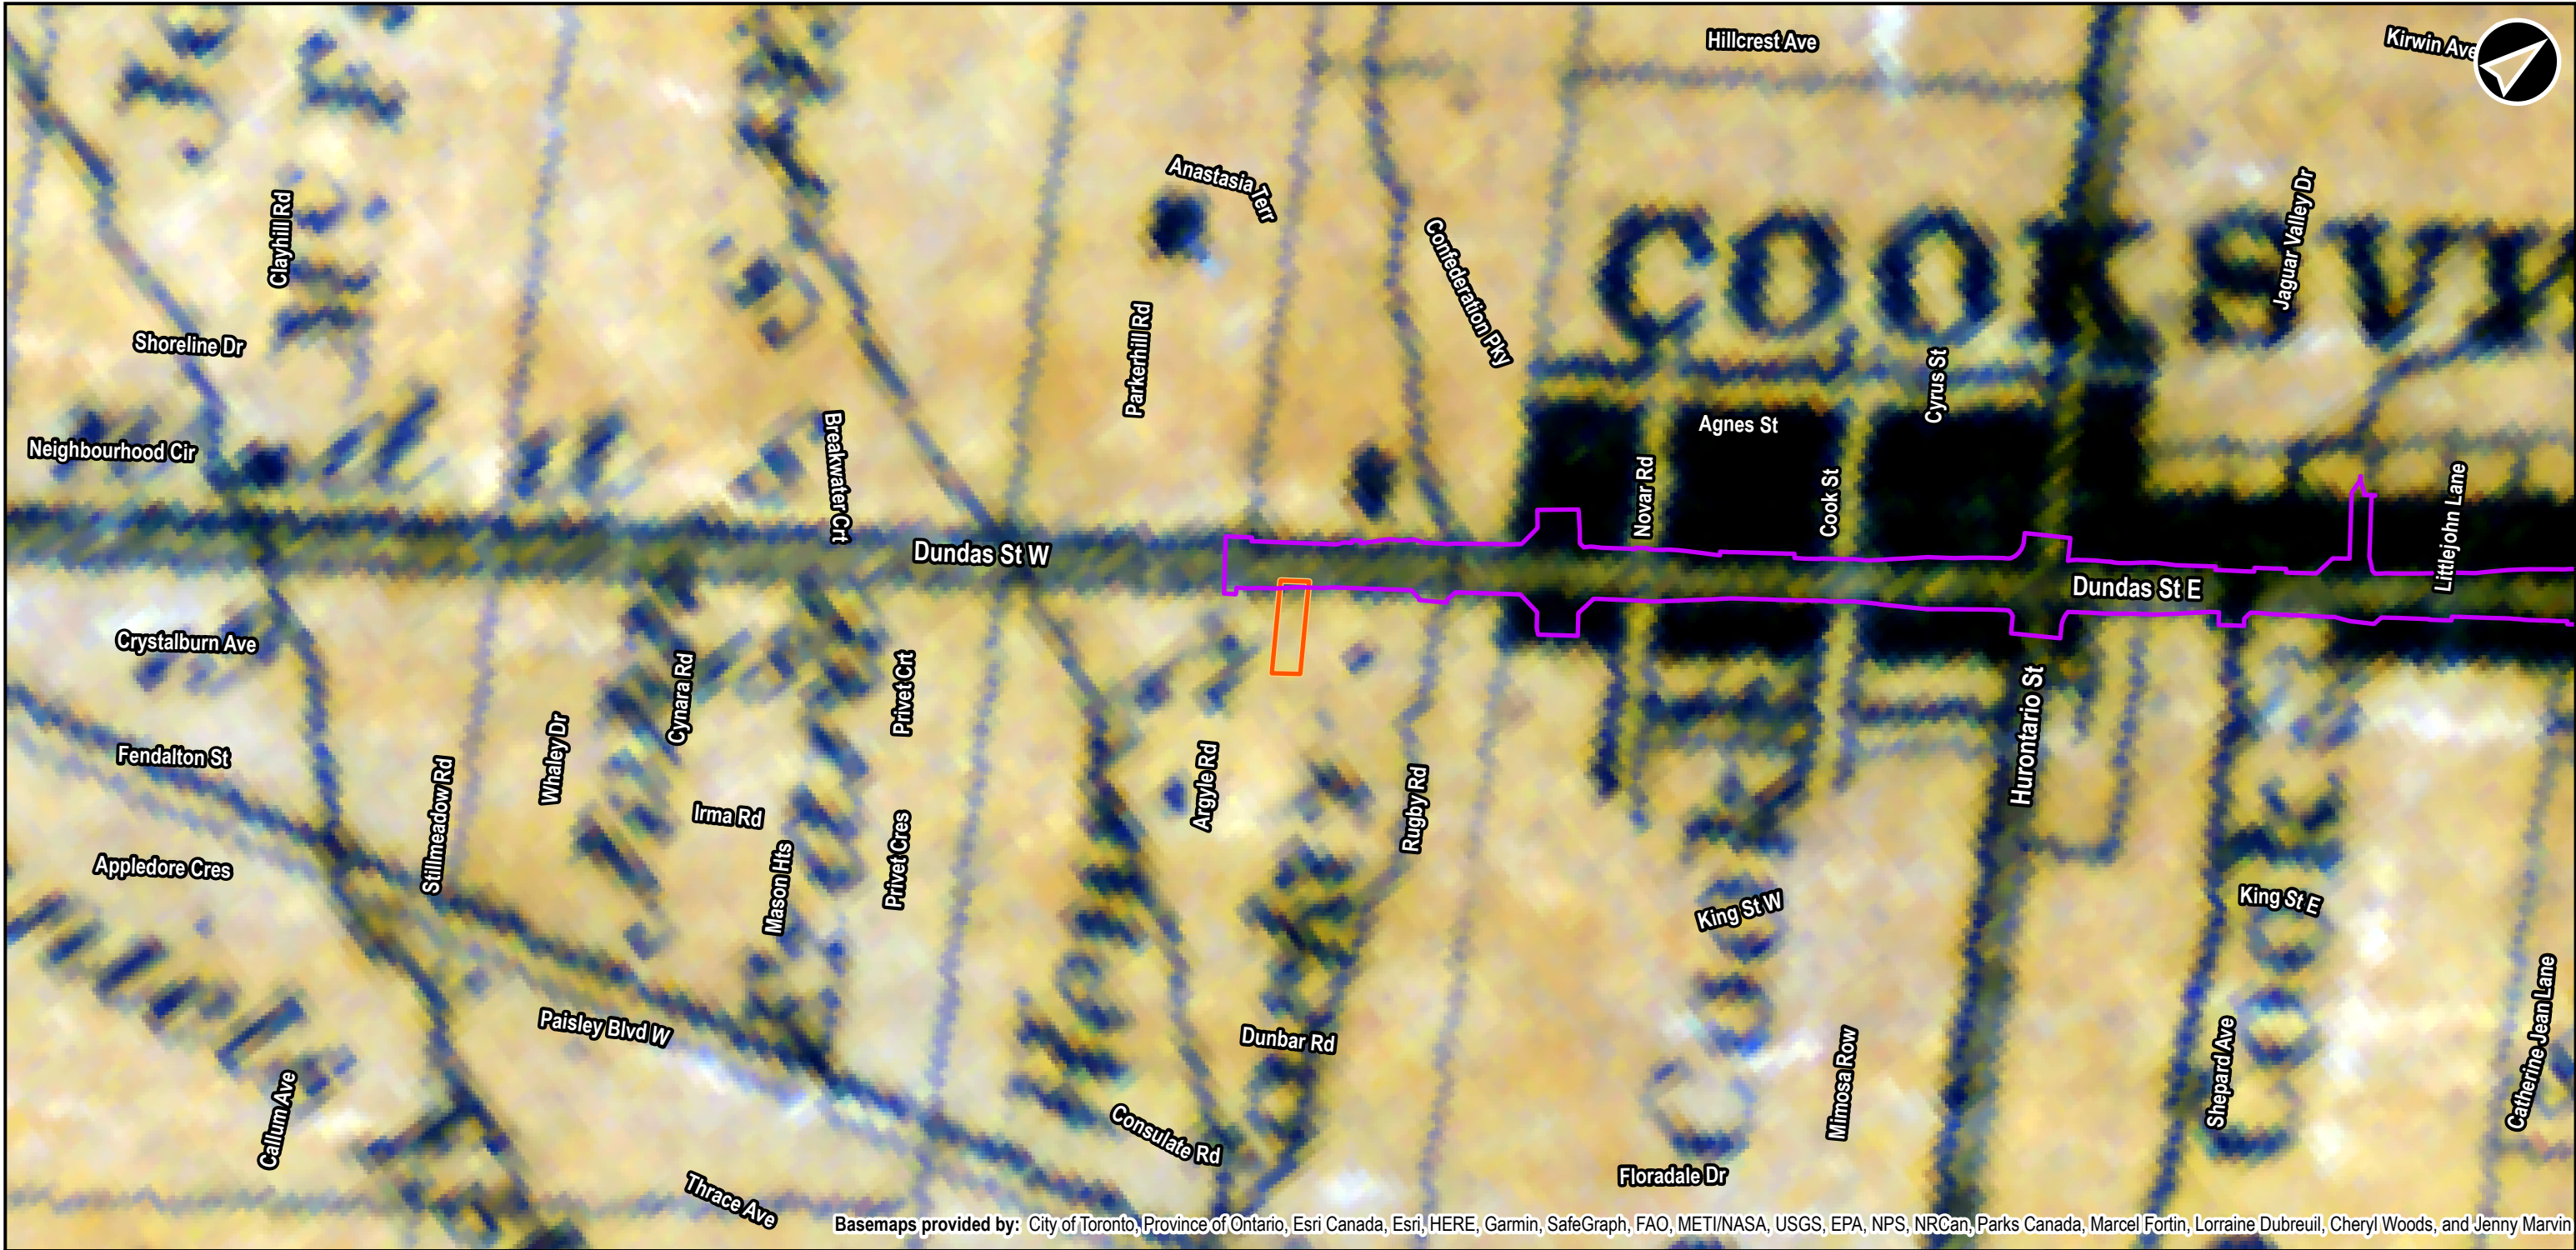 Hillcrest Ave
Kirwin Ave
Anastasia Terr
Clayhill Rd
Jaguar Valley Dr
Confederation Pky
COOKSV
Shoreline Dr
Parkerhill Rd
Cyrus St
Neighbourhood Cir
Breakwater Crt
Agnes St
Novar Rd
Cook St
Littlejohn Lane
Dundas St W
Dundas St E
Crystalburn Ave
Cynara Rd
Privet Crt
Hurontario St
Fendalton St
Whaley Dr
Stillmeadow Rd
Irma Rd
Argyle Rd
Rugby Rd
Appledore Cres
Mason Hts
Privet Cres
King St W
King St E
Paisley Blvd W
Dunbar Rd
Mimosa Row
Shepard Ave
Catherine Jean Lane
Callum Ave
Consulate Rd
Thrace Ave
Floradale Dr
Basemaps provided by: City of Toronto, Province of Ontario, Esri Canada, Esri, HERE, Garmin, SafeGraph, FAO, METI/NASA, USGS, EPA, NPS, NRCan, Parks Canada, Marcel Fortin, Lorraine Dubreuil, Cheryl Woods, and Jenny Marvin